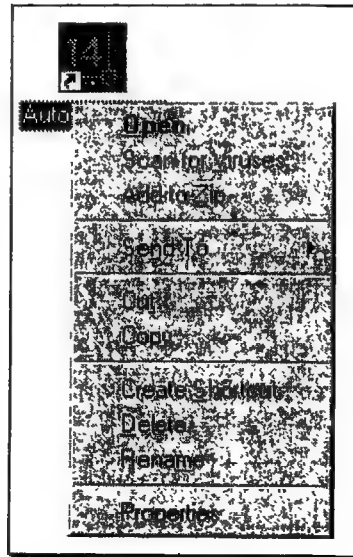 14
Auto
Open
Scan for Viruses
Add to Zip
Send To
Cut
Copy
Create Shortcut
Delete
Rename
Properties